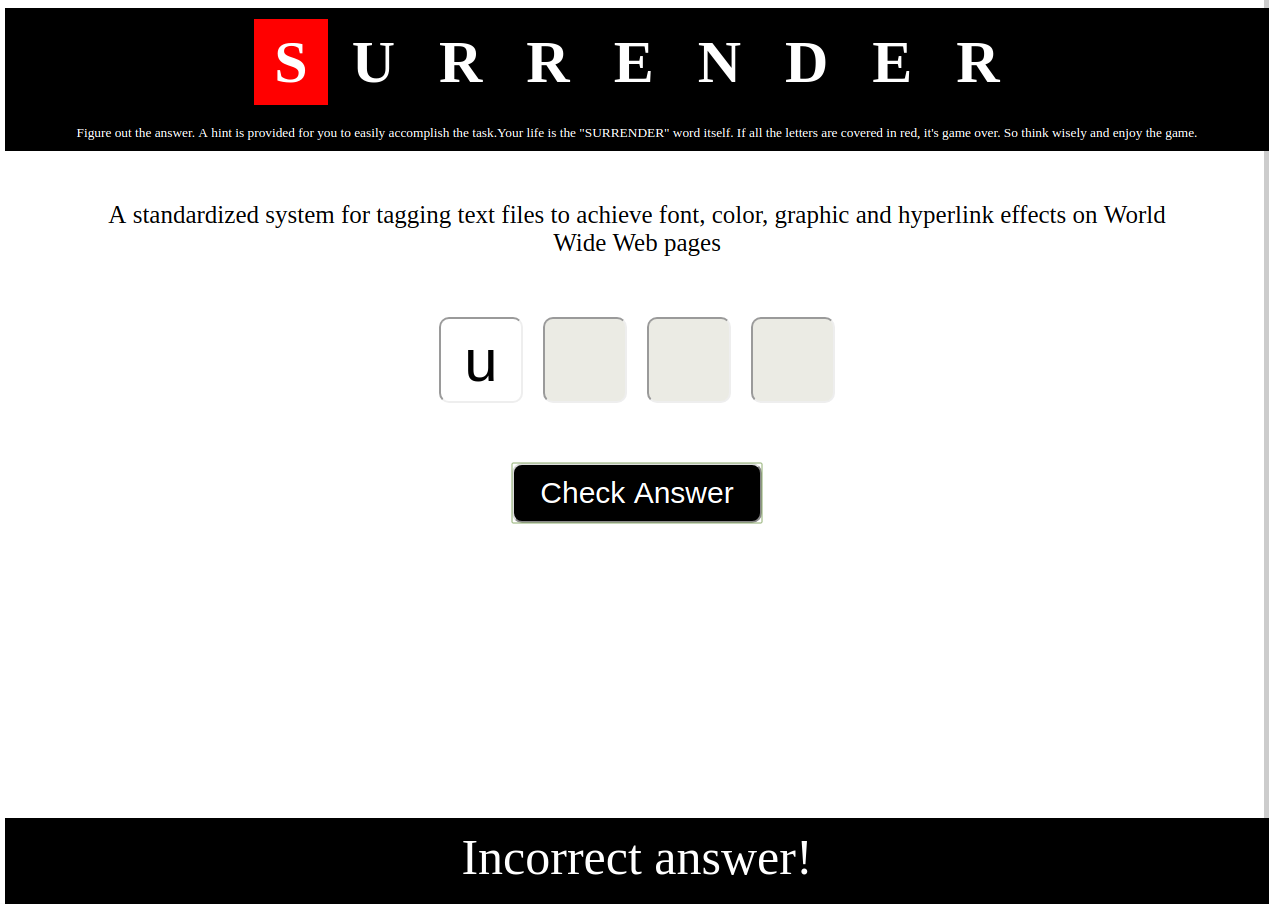 S U R R E N D E R
Figure out the answer. A hint is provided for you to easily accomplish the task.Your life is the "SURRENDER" word itself. If all the letters are covered in red, it's game over. So think wisely and enjoy the game.
A standardized system for tagging text files to achieve font, color, graphic and hyperlink effects on World
Wide Web pages
u
Check Answer
Incorrect answer!